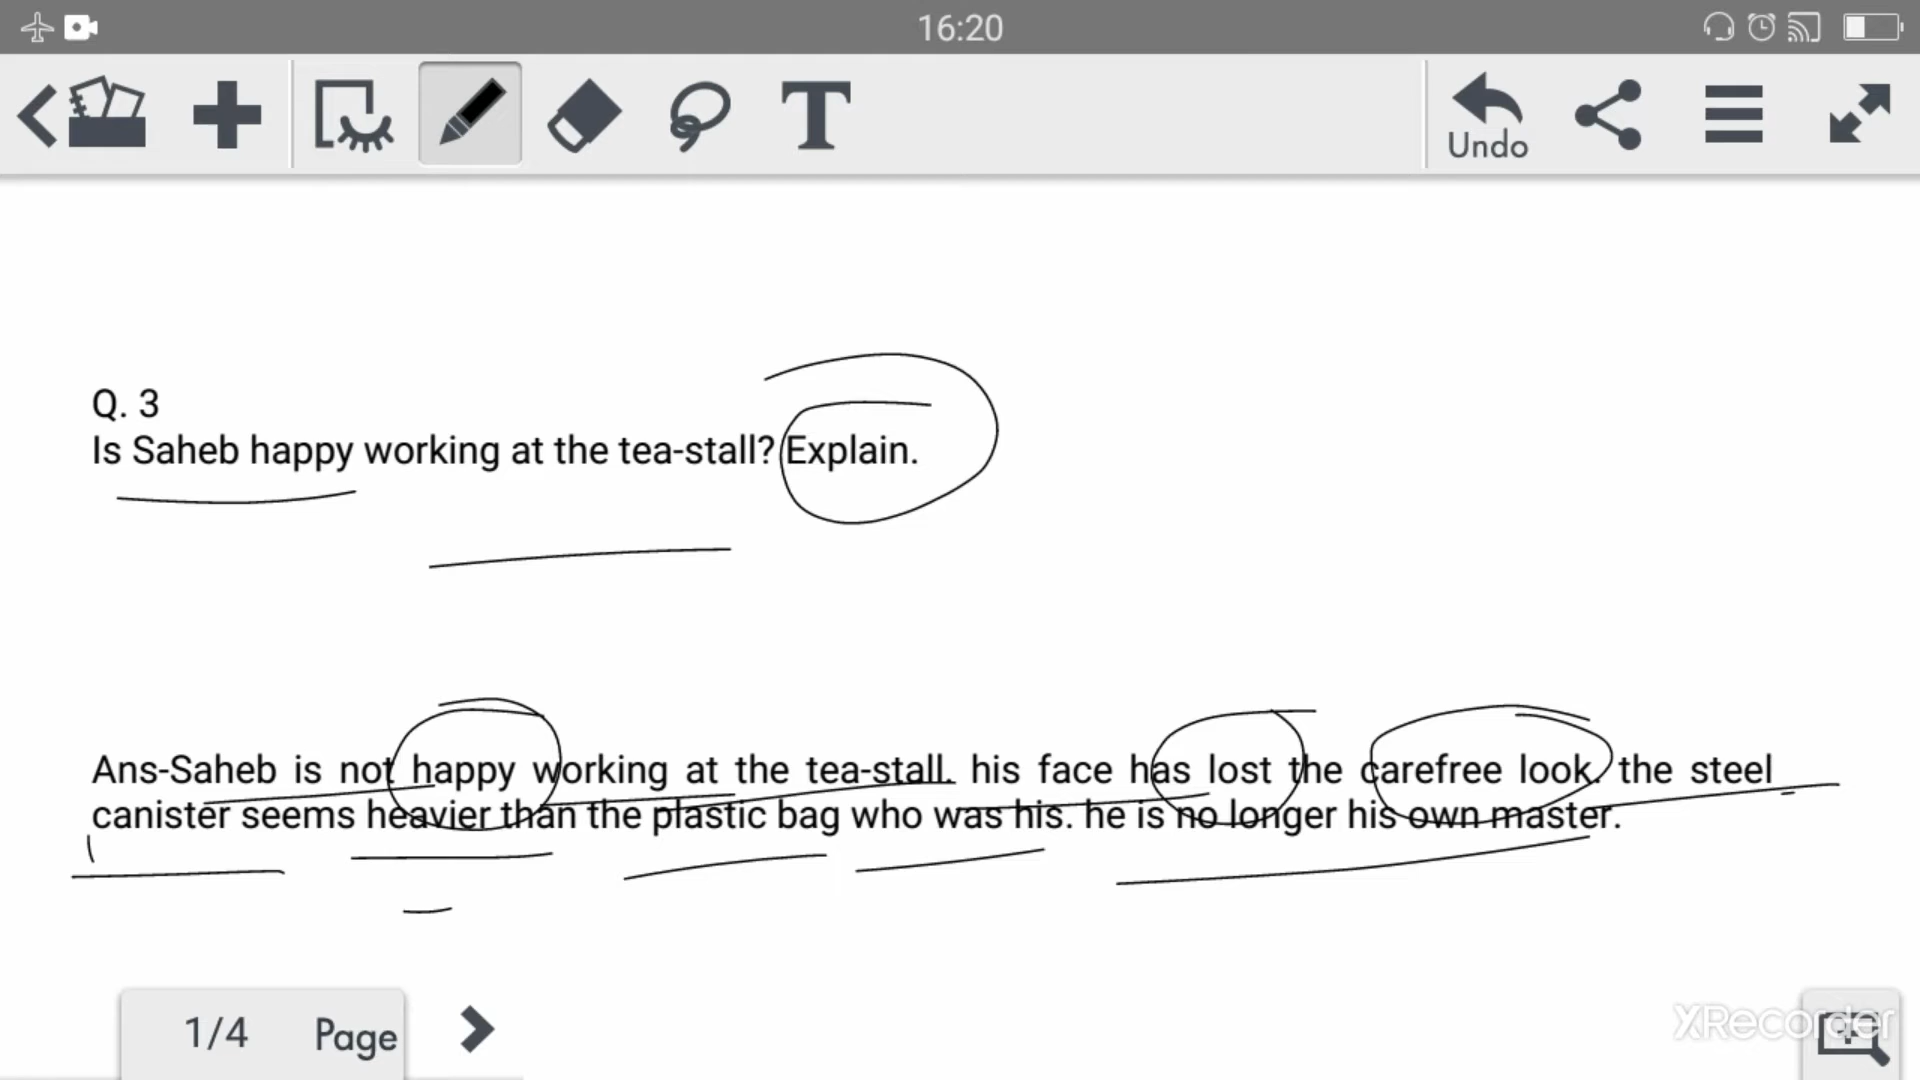 16:20
Undo
Q. 3
Is Saheb happy working at the tea-stall? Explain.
Ans-Saheb is not happy working at the tea-stall. his face has lost the carefree look. the steel
canister seems heavier than the plastic bag who was his. he is no longer his own master.
1/4 Page
XRecorder